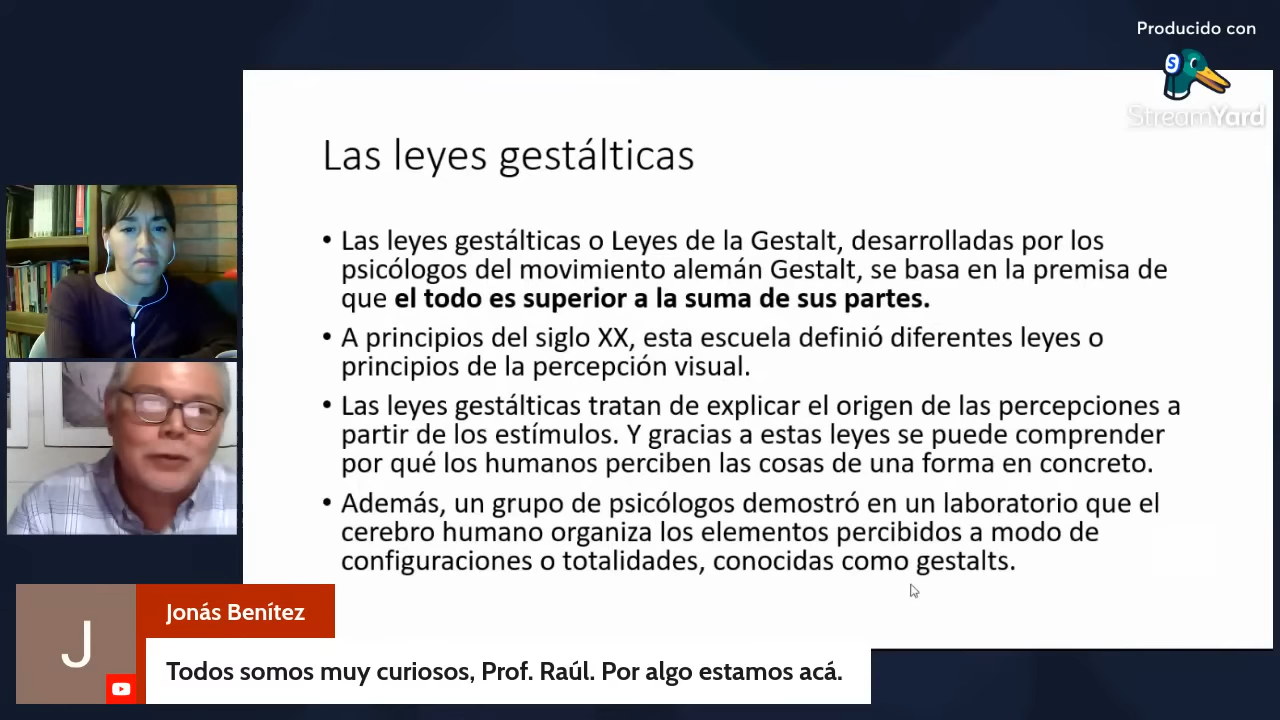 Producido con
S
StreamYard
Las leyes gestálticas
• Las leyes gestálticas o Leyes de la Gestalt, desarrolladas por los
psicólogos del movimiento alemán Gestalt, se basa en la premisa de
que el todo es superior a la suma de sus partes.
• A principios del siglo XX, esta escuela definió diferentes leyes o
principios de la percepción visual.
• Las leyes gestálticas tratan de explicar el origen de las percepciones a
partir de los estímulos. Y gracias a estas leyes se puede comprender
por qué los humanos perciben las cosas de una forma en concreto.
• Además, un grupo de psicólogos demostró en un laboratorio que el
cerebro humano organiza los elementos percibidos a modo de
configuraciones o totalidades, conocidas como gestalts.
J
Jonás Benítez
Todos somos muy curiosos, Prof. Raúl. Por algo estamos acá.